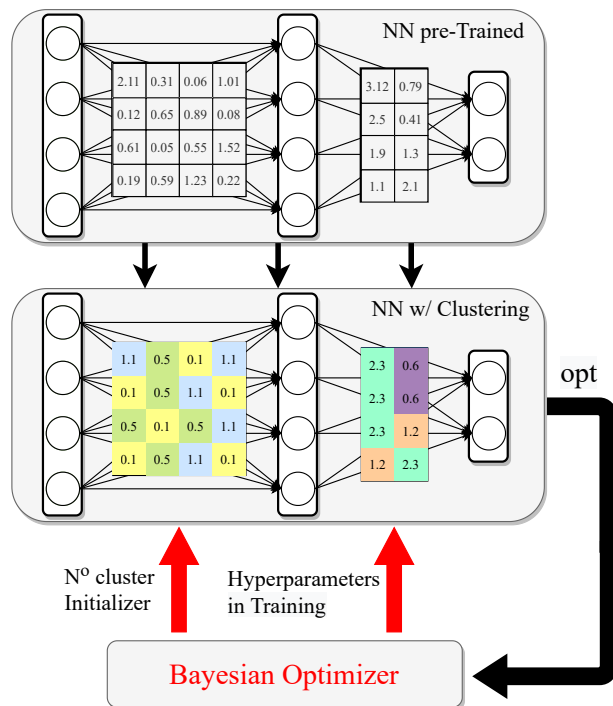 NN pre-Trained
2.11 0.31 0.06 1.01
0.12 0.65 0.89 0.08
0.61 0.05 0.55 1.52
0.19 0.59 1.23 0.22
3.12 0.79
2.5 0.41
1.9 1.3
1.1 2.1
NN w/ Clustering
1.1 0.5 0.1 1.1
0.1 0.5 1.1 0.1
0.5 0.1 0.5 1.1
0.1 0.5 1.1 0.1
2.3 0.6
2.3 0.6
2.3 1.2
1.2 2.3
opt
Nº cluster
Initializer
Hyperparameters
in Training
Bayesian Optimizer